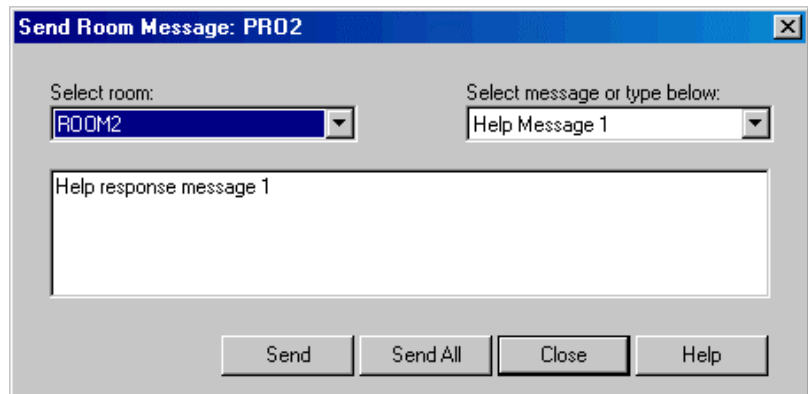 Send Room Message: PRO2
Select room:
Select message or type below:
ROOM2
Help Message 1
Help response message 1
Send
Send All
Close
Help